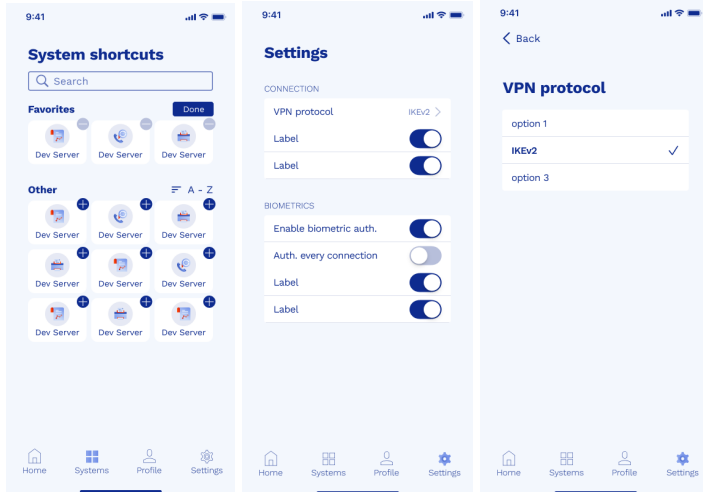 9:41
System shortcuts
Search
Favorites Done
Dev Server Dev Server Dev Server
Other A - Z
Dev Server Dev Server Dev Server
Dev Server Dev Server Dev Server
Dev Server Dev Server Dev Server
Home Systems Profile Settings
9:41
Settings
CONNECTION
VPN protocol IKEv2
Label
Label
BIOMETRICS
Enable biometric auth.
Auth. every connection
Label
Label
Home Systems Profile Settings
9:41
Back
VPN protocol
option 1
IKEv2
option 3
Home Systems Profile Settings